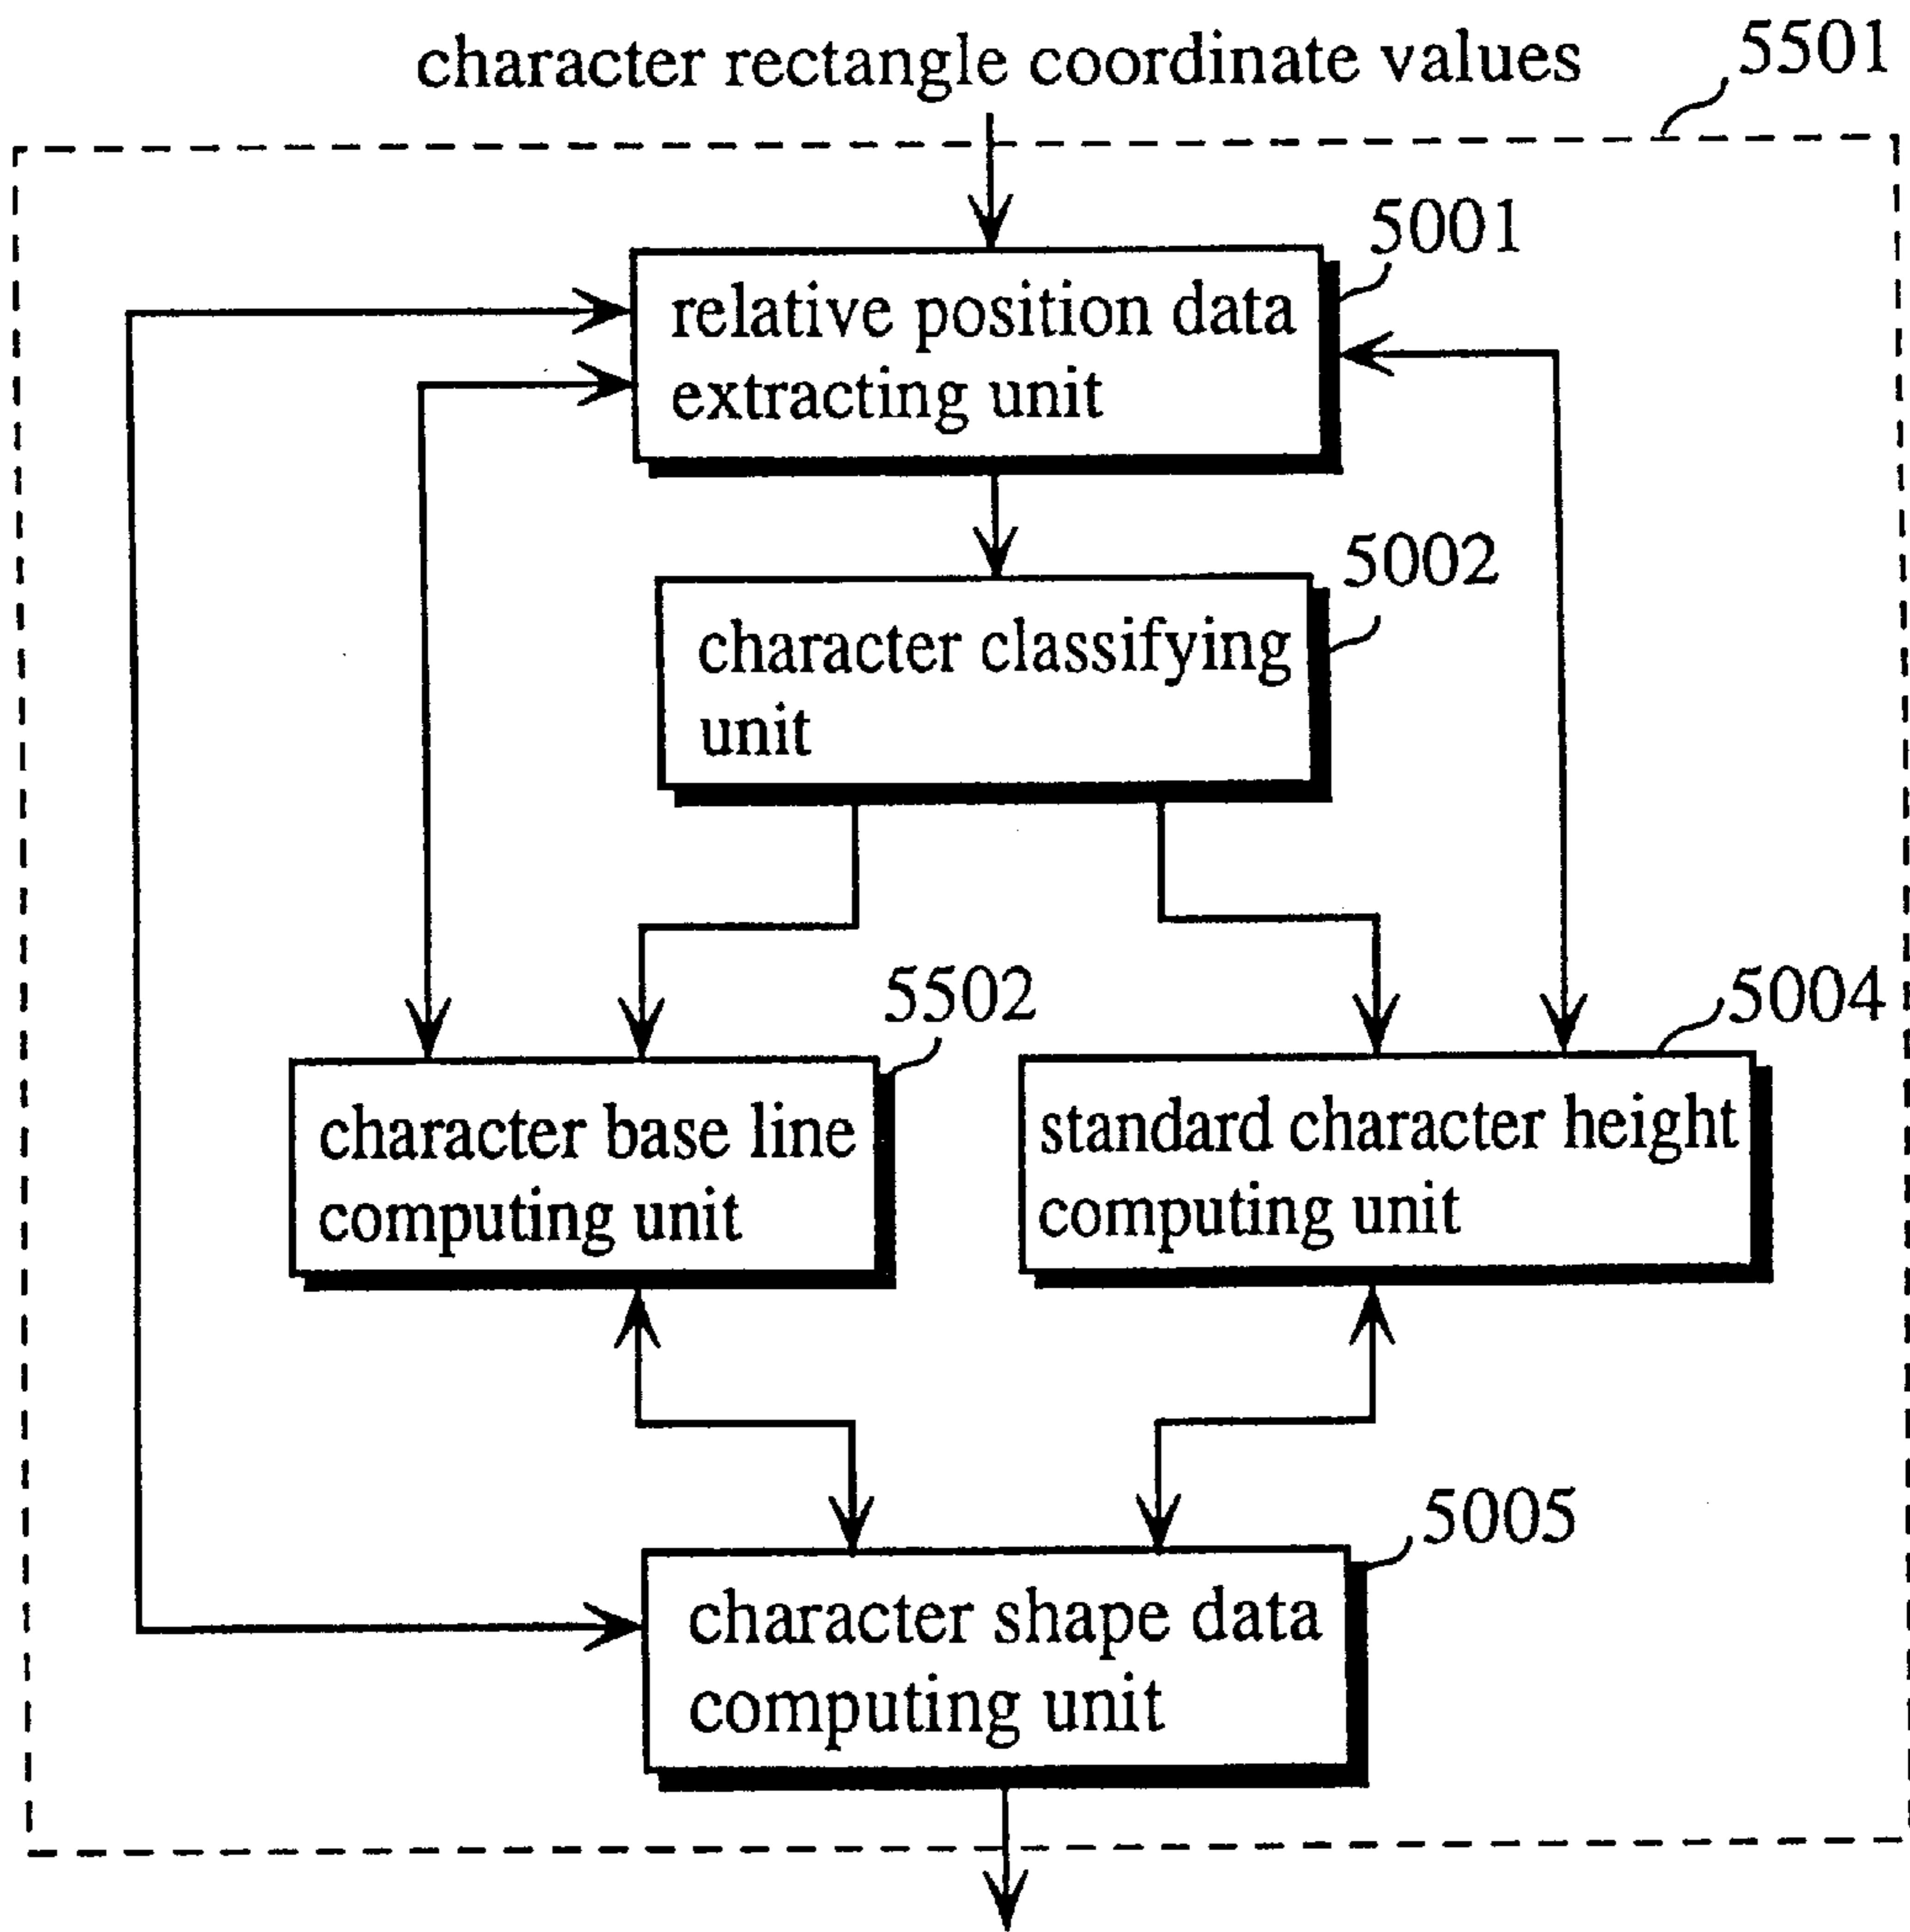 character rectangle coordinate values
5501
5001
relative position data
extracting unit
5002
character classifying
unit
5502
5004
character base line
computing unit
standard character height
computing unit
5005
character shape data
computing unit